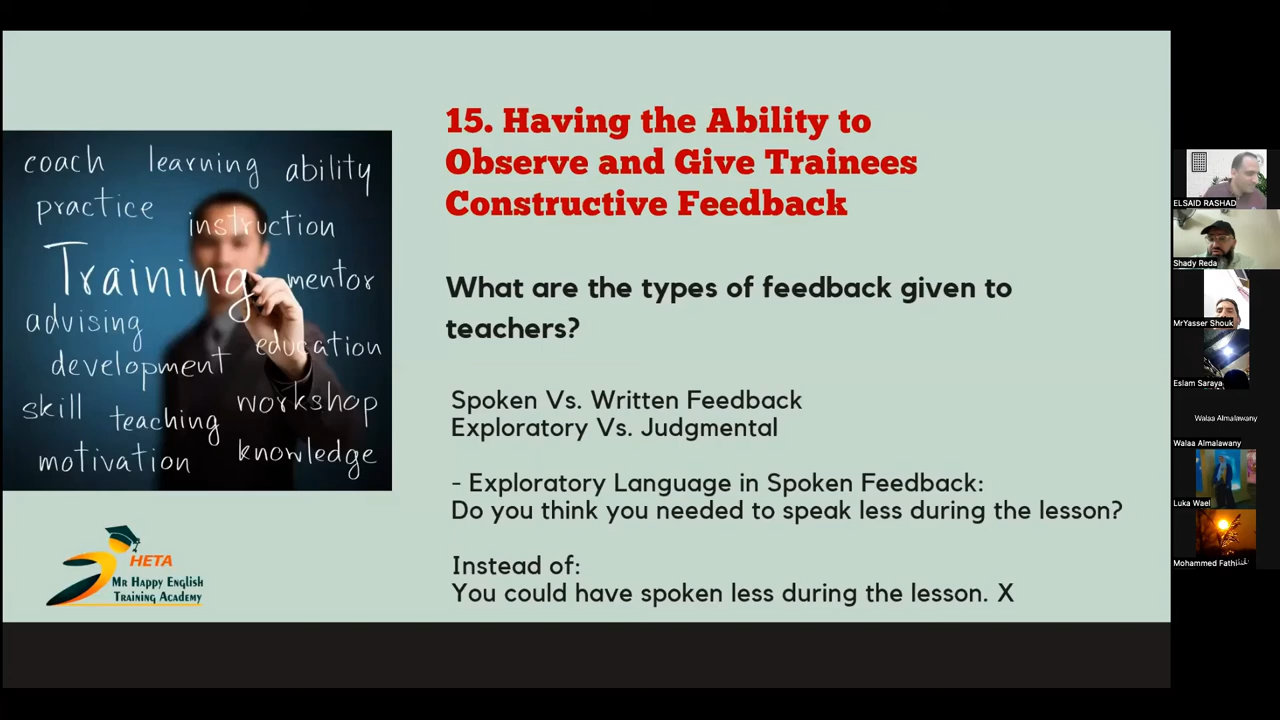 15. Having the Ability to
Observe and Give Trainees
Constructive Feedback
What are the types of feedback given to
teachers?
Spoken Vs. Written Feedback
Exploratory Vs. Judgmental
- Exploratory Language in Spoken Feedback:
Do you think you needed to speak less during the lesson?
Instead of:
You could have spoken less during the lesson. X
coach learning ability
practice
instruction
Training
mentor
advising
education
development
skill
workshop
teaching
knowledge
motivation
HETA
Mr Happy English
Training Academy
ELSAID RASHAD
Shady Reda
MrYasser Shouk
Eslam Saraya
Walaa Almalawany
Walaa Almalawany
Luka Wael
Mohammed Fathi